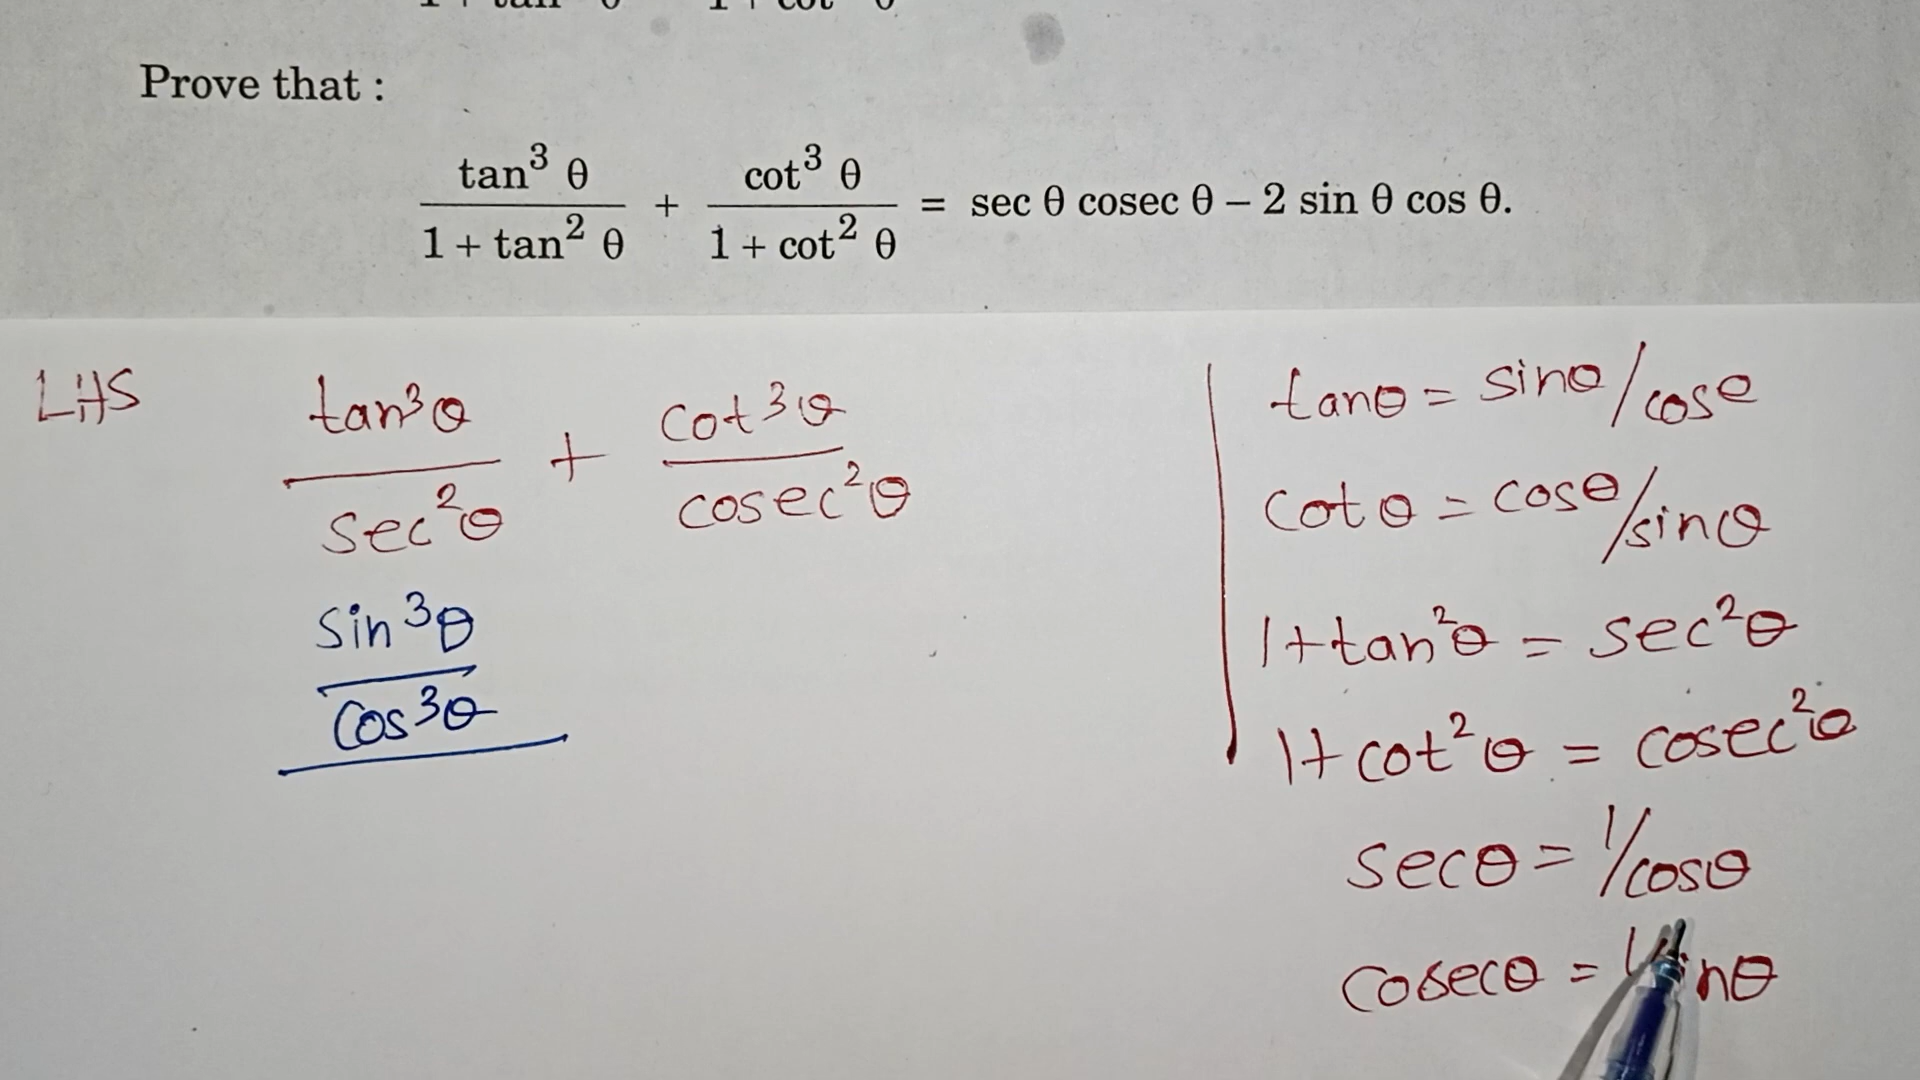 Prove that :
tan³ θ / 1 + tan² θ + cot³ θ / 1 + cot² θ = sec θ cosec θ – 2 sin θ cos θ.
LHS tan³θ / sec²θ + cot³θ / cosec²θ
sin³θ / cos³θ
tanθ = sinθ/cosθ
cotθ = cosθ/sinθ
1+tan²θ = sec²θ
1+cot²θ = cosec²θ
secθ = 1/cosθ
cosecθ =